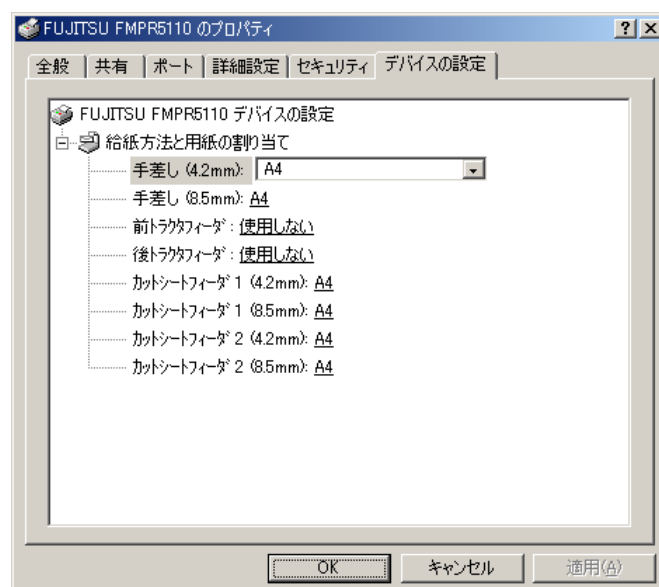 FUJITSU FMPR5110 のプロパティ
全般 共有 ポート 詳細設定 セキュリティ デバイスの設定
FUJITSU FMPR5110 デバイスの設定
給紙方法と用紙の割り当て
手差し (4.2mm): A4
手差し (8.5mm): A4
前トラクタフィーダ: 使用しない
後トラクタフィーダ: 使用しない
カットシートフィーダ 1 (4.2mm): A4
カットシートフィーダ 1 (8.5mm): A4
カットシートフィーダ 2 (4.2mm): A4
カットシートフィーダ 2 (8.5mm): A4
OK キャンセル 適用(A)